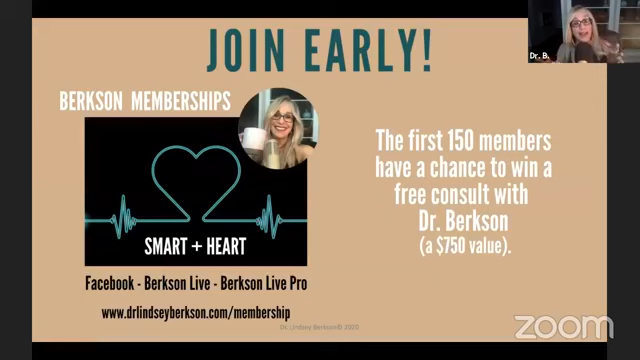 JOIN EARLY!
Dr. B.
BERKSON MEMBERSHIPS
The first 150 members
have a chance to win a
free consult with
Dr. Berkson
(a $750 value).
SMART + HEART
Facebook - Berkson Live - Berkson Live Pro
www.drlindseyberkson.com/membership
Dr. Lindsey Berkson© 2020
zoom